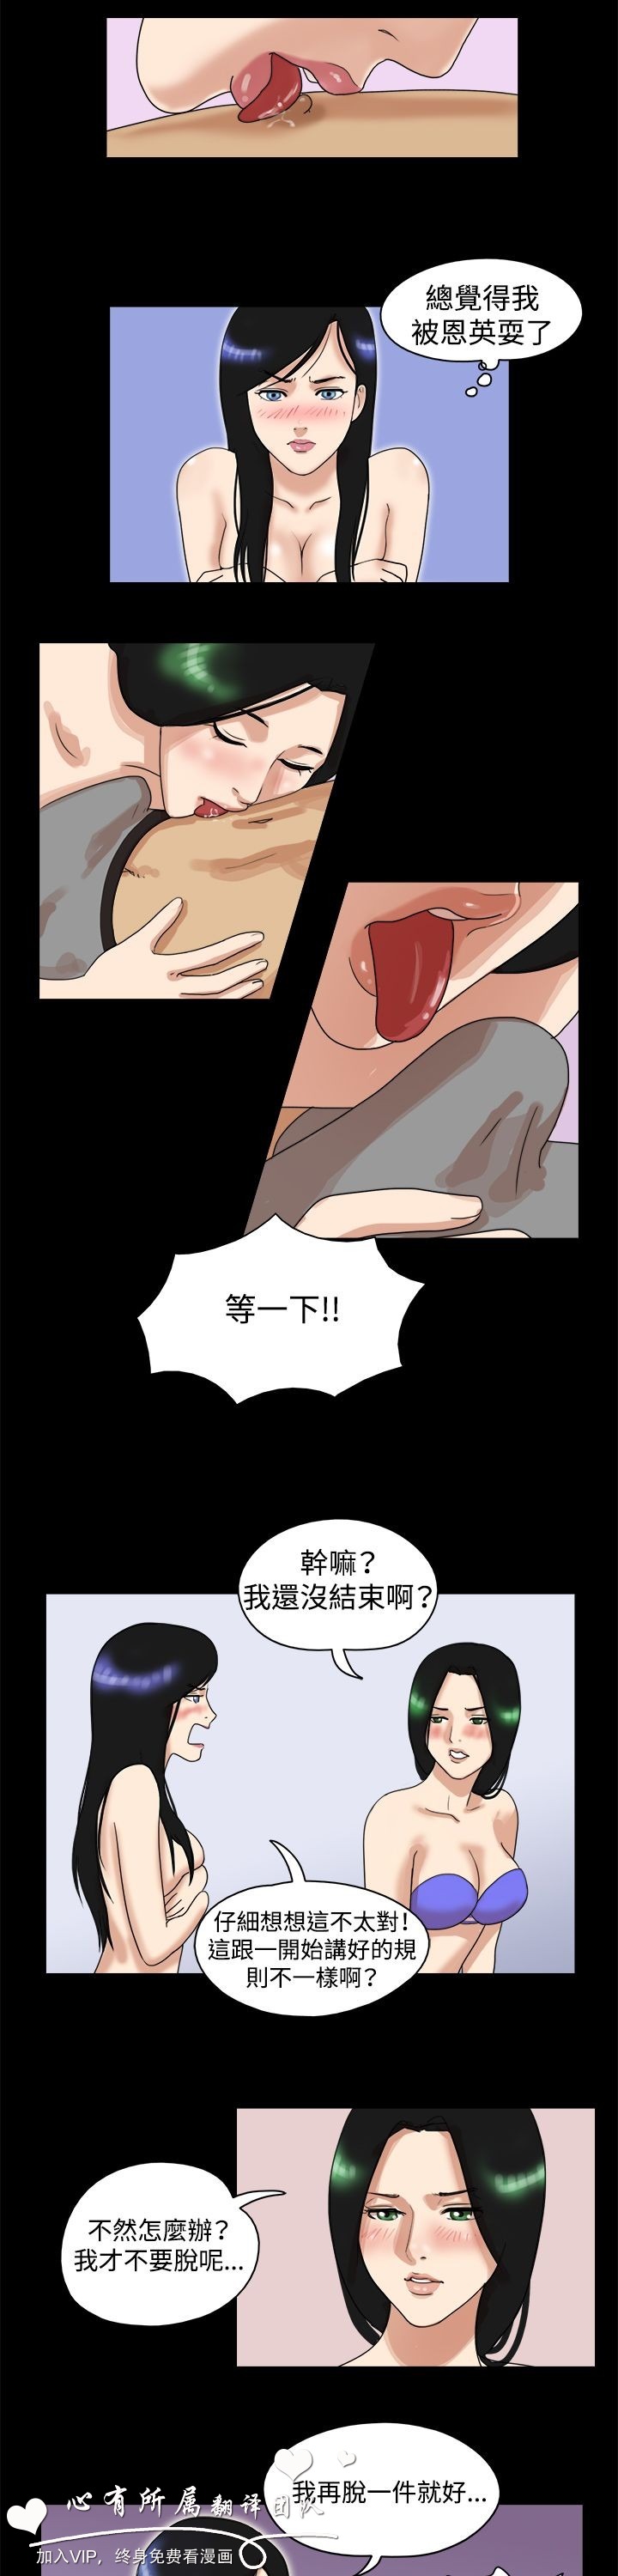 總覺得我
被恩英耍了
等一下!!
幹嘛?
我還沒結束啊?
仔細想想這不太對!
這跟一開始講好的規
則不一樣啊?
不然怎麼辦?
我才不要脫呢...
我再脫一件就好...
心有所属翻译团队
加入VIP，终身免费看漫画